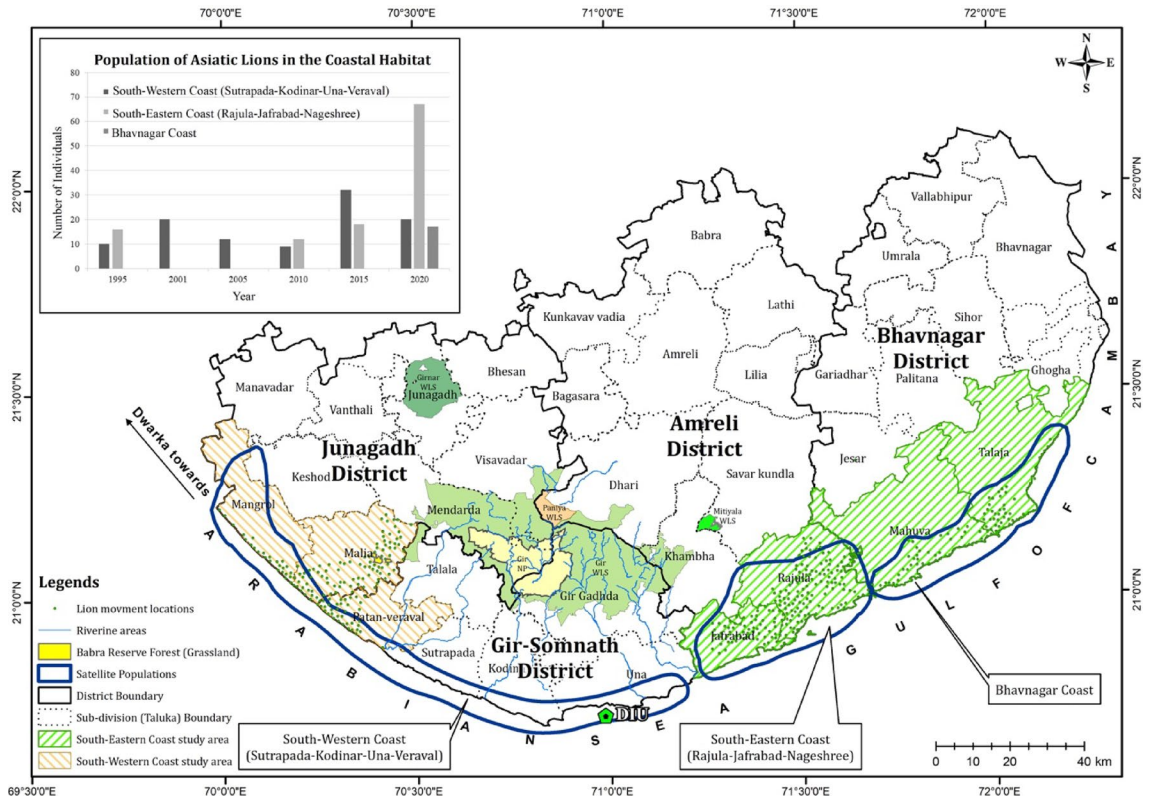 70°0'0"E
70°30'0"E
71°0'0"E
71°30'0"E
72°0'0"E
Population of Asiatic Lions in the Coastal Habitat
South-Western Coast (Sutrapada-Kodinar-Una-Veraval)
South-Eastern Coast (Rajula-Jafrabad-Nageshree)
Bhavnagar Coast
Number of Individuals
80
70
60
50
40
30
20
10
0
1995
2001
2005
2010
2015
2020
Year
N
W E
S
22°0'0"N
22°0'0"N
21°30'0"N
21°30'0"N
21°0'0"N
21°0'0"N
Vallabhipur
Bhavnagar
Umrala
Babra
Lathi
Kunkavav vadia
Sihor
Bhavnagar
District
Amreli
Bhesan
Manavadar
Girnar
WLS
Junagadh
Lilia
Gariadhar
Palitana
Ghogha
Vanthali
Bagasara
Dwarka towards
Junagadh
District
Amreli
District
Visavadar
Keshod
Savar kundla
Jesar
Talaja
Dhari
Mangrol
Mendarda
Paniya
WLS
Mitiyala
WLS
Mahuva
Malia
Talala
Gir
NP
Gir
WLS
Khambha
Gir Gadhda
Rajula
Patan-veraval
Jafrabad
Sutrapada
Gir-Somnath
District
Una
DIU
ARABIAN SEA
GULF OF CAMBAY
Legends
Lion movment locations
Riverine areas
Babra Reserve Forest (Grassland)
Satellite Populations
District Boundary
Sub-division (Taluka) Boundary
South-Eastern Coast study area
South-Western Coast study area
South-Western Coast
(Sutrapada-Kodinar-Una-Veraval)
South-Eastern Coast
(Rajula-Jafrabad-Nageshree)
Bhavnagar Coast
0 10 20 40 km
69°30'0"E
70°0'0"E
70°30'0"E
71°0'0"E
71°30'0"E
72°0'0"E